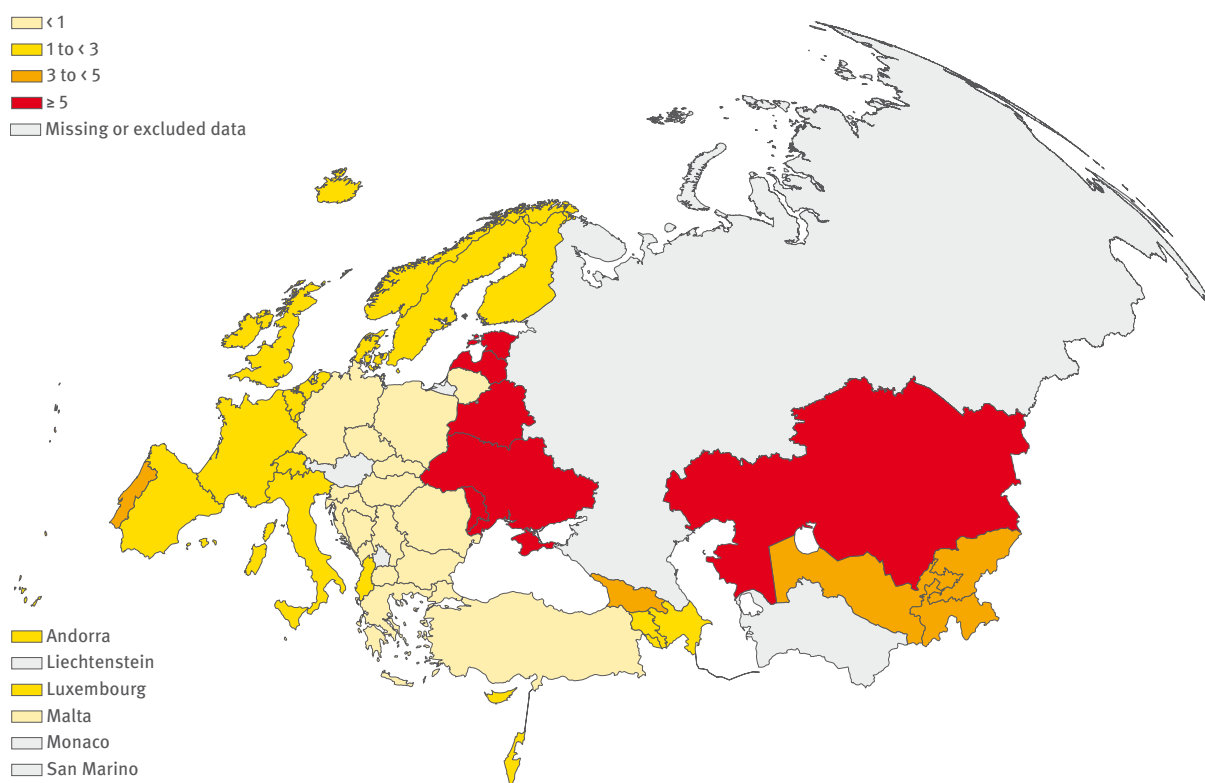 < 1
1 to < 3
3 to < 5
≥ 5
Missing or excluded data
Andorra
Liechtenstein
Luxembourg
Malta
Monaco
San Marino